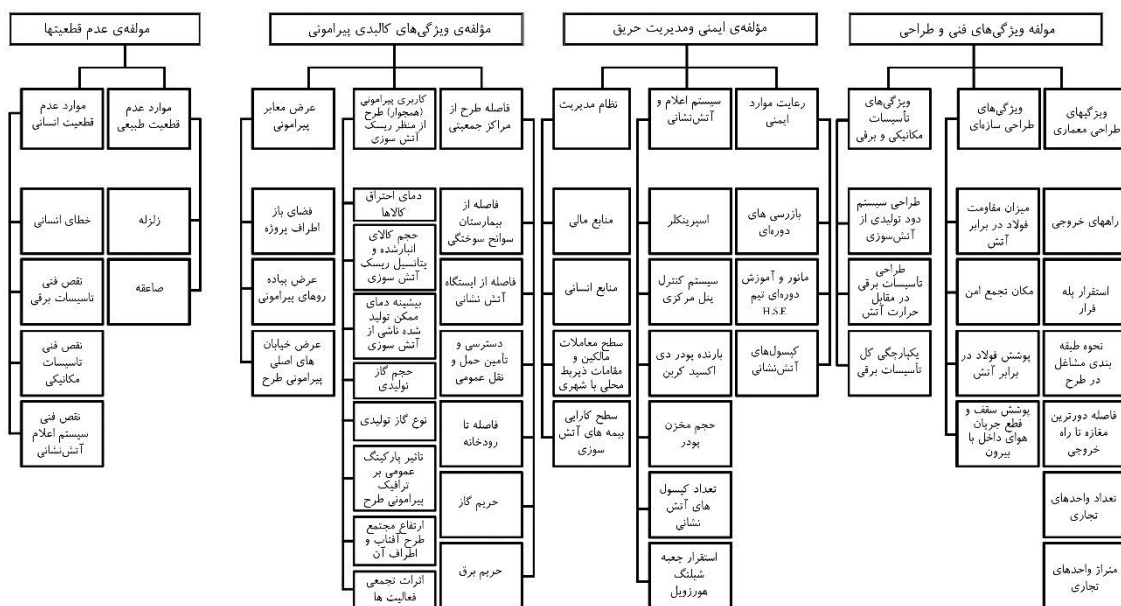 مولفه ویژگی‌های فنی و طراحی
ویژگیهای
طراحی معماری
راههای خروجی
استقرار پله
فرار
نحوه طبقه
بندی مشاغل
در طرح
فاصله دورترین
مغازه تا راه
خروجی
تعداد واحدهای
تجاری
متراژ واحدهای
تجاری
ویژگی‌های
طراحی سازه‌ای
میزان مقاومت
فولاد در برابر
آتش
مکان تجمع امن
پوشش فولاد در
برابر آتش
پوشش سقف و
قطع جریان
هوای داخل با
بیرون
ویژگی‌های
تأسیسات
مکانیکی و برقی
طراحی سیستم
دود تولیدی از
آتش‌سوزی
طراحی
تأسیسات برقی
در مقابل
حرارت آتش
یکپارچگی کل
تأسیسات برقی
مؤلفه‌ی ایمنی ومدیریت حریق
رعایت موارد
ایمنی
بازرسی های
دوره‌ای
مانور و آموزش
دوره‌ای تیم
H.S.E
کپسول‌های
آتش‌نشانی
سیستم اعلام و
آتش‌نشانی
اسپرینکلر
سیستم کنترل
پنل مرکزی
بارنده پودر دی
اکسید کربن
حجم مخزن
پودر
تعداد کپسول
های آتش
نشانی
استقرار جعبه
شیلنگ
هوزرویل
نظام مدیریت
منابع مالی
منابع انسانی
سطح معاملات
مالکین و
مقامات ذیربط
محلی با شهری
سطح کارایی
بیمه های آتش
سوزی
مؤلفه‌ی ویژگی‌های کالبدی پیرامونی
فاصله طرح از
مراکز جمعیتی
فاصله از
بیمارستان
سوانح سوختگی
فاصله از ایستگاه
آتش نشانی
دسترسی و
تأمین حمل و
نقل عمومی
فاصله تا
رودخانه
حریم گاز
حریم برق
کاربری پیرامونی
(همجوار) طرح
از منظر ریسک
آتش سوزی
دمای احتراق
کالاها
حجم کالای
انبارشده و
پتانسیل ریسک
آتش سوزی
بیشینه دمای
ممکن تولید
شده ناشی از
آتش سوزی
حجم گاز
تولیدی
نوع گاز تولیدی
تاثیر پارکینگ
عمومی بر
ترافیک
پیرامونی طرح
ارتفاع مجتمع
طرح آفتاب و
اطراف آن
اثرات تجمعی
فعالیت ها
عرض معابر
پیرامونی
فضای باز
اطراف پروژه
عرض پیاده
روهای پیرامونی
عرض خیابان
های اصلی
پیرامونی طرح
مولفه‌ی عدم قطعیتها
موارد عدم
قطعیت طبیعی
زلزله
صاعقه
موارد عدم
قطعیت انسانی
خطای انسانی
نقص فنی
تاسیسات برقی
نقص فنی
تاسیسات
مکانیکی
نقص فنی
سیستم اعلام
آتش‌نشانی